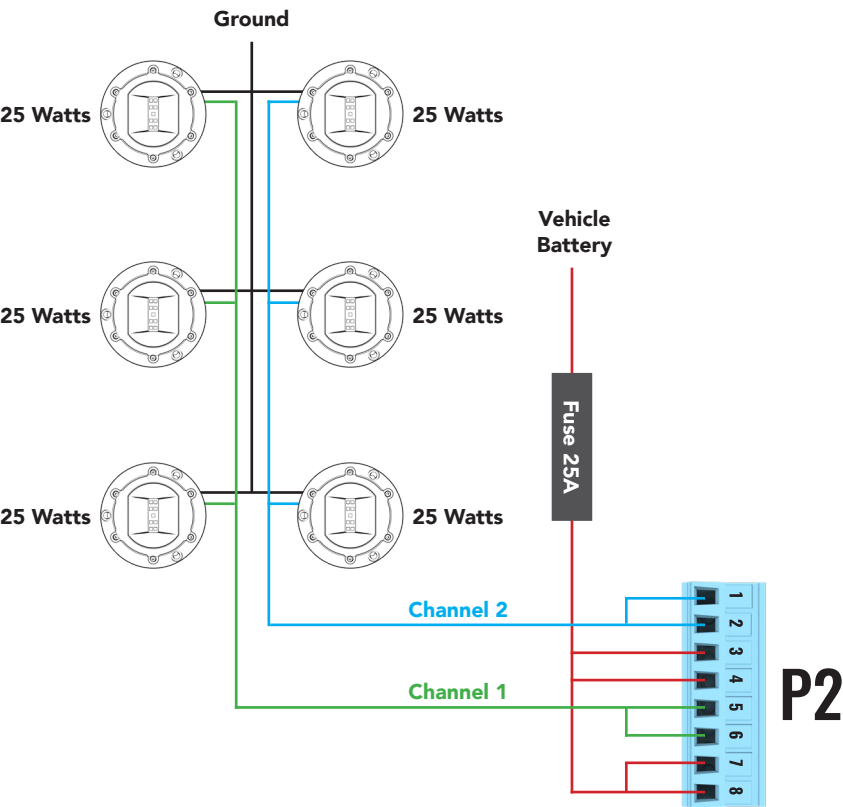 Ground
25 Watts
25 Watts
Vehicle
Battery
25 Watts
25 Watts
Fuse 25A
25 Watts
25 Watts
Channel 2
1
2
3
4
Channel 1
5
6
7
8
P2